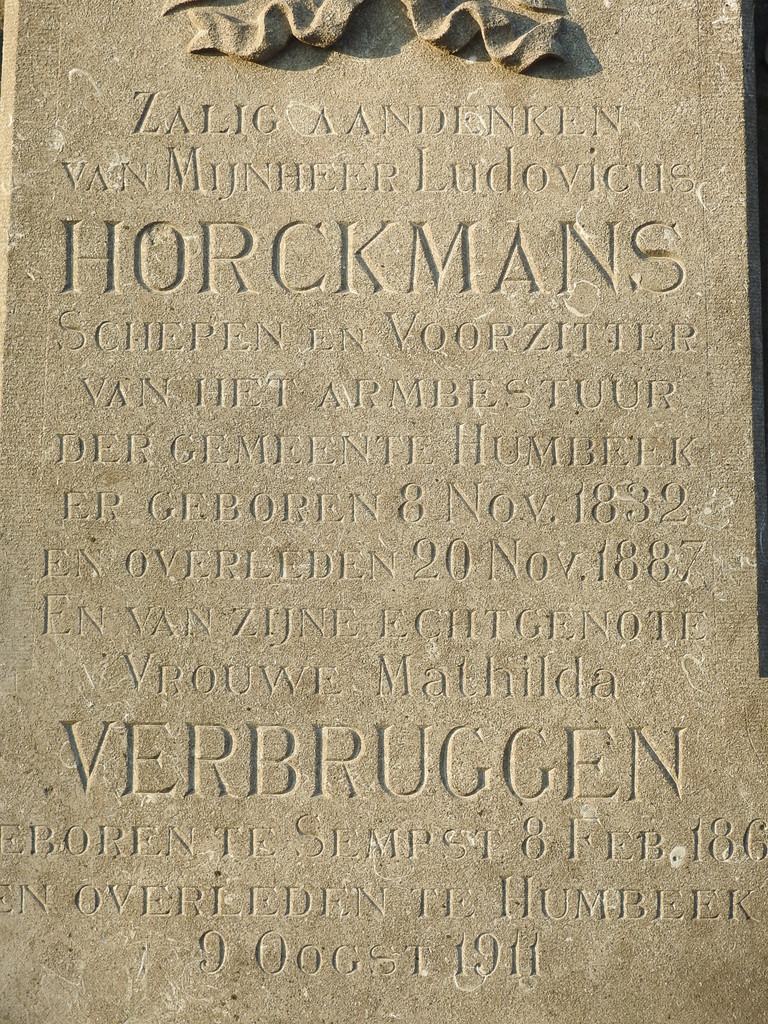 Zalig aandenken
van Mijnheer Ludovicus
HORCKMANS
Schepen en Voorzitter
van het armbestuur
der gemeente Humbeek
er geboren 8 Nov. 1832
en overleden 20 Nov. 1887
En van zijne echtgenote
Vrouwe Mathilda
VERBRUGGEN
eboren te Sempst 8 Feb. 186
en overleden te Humbeek
9 Oogst 1911